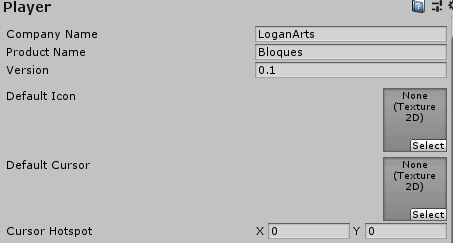 Player
Company Name LoganArts
Product Name Bloques
Version 0.1
Default Icon None
(Texture
2D)
Select
Default Cursor None
(Texture
2D)
Select
Cursor Hotspot X 0 Y 0